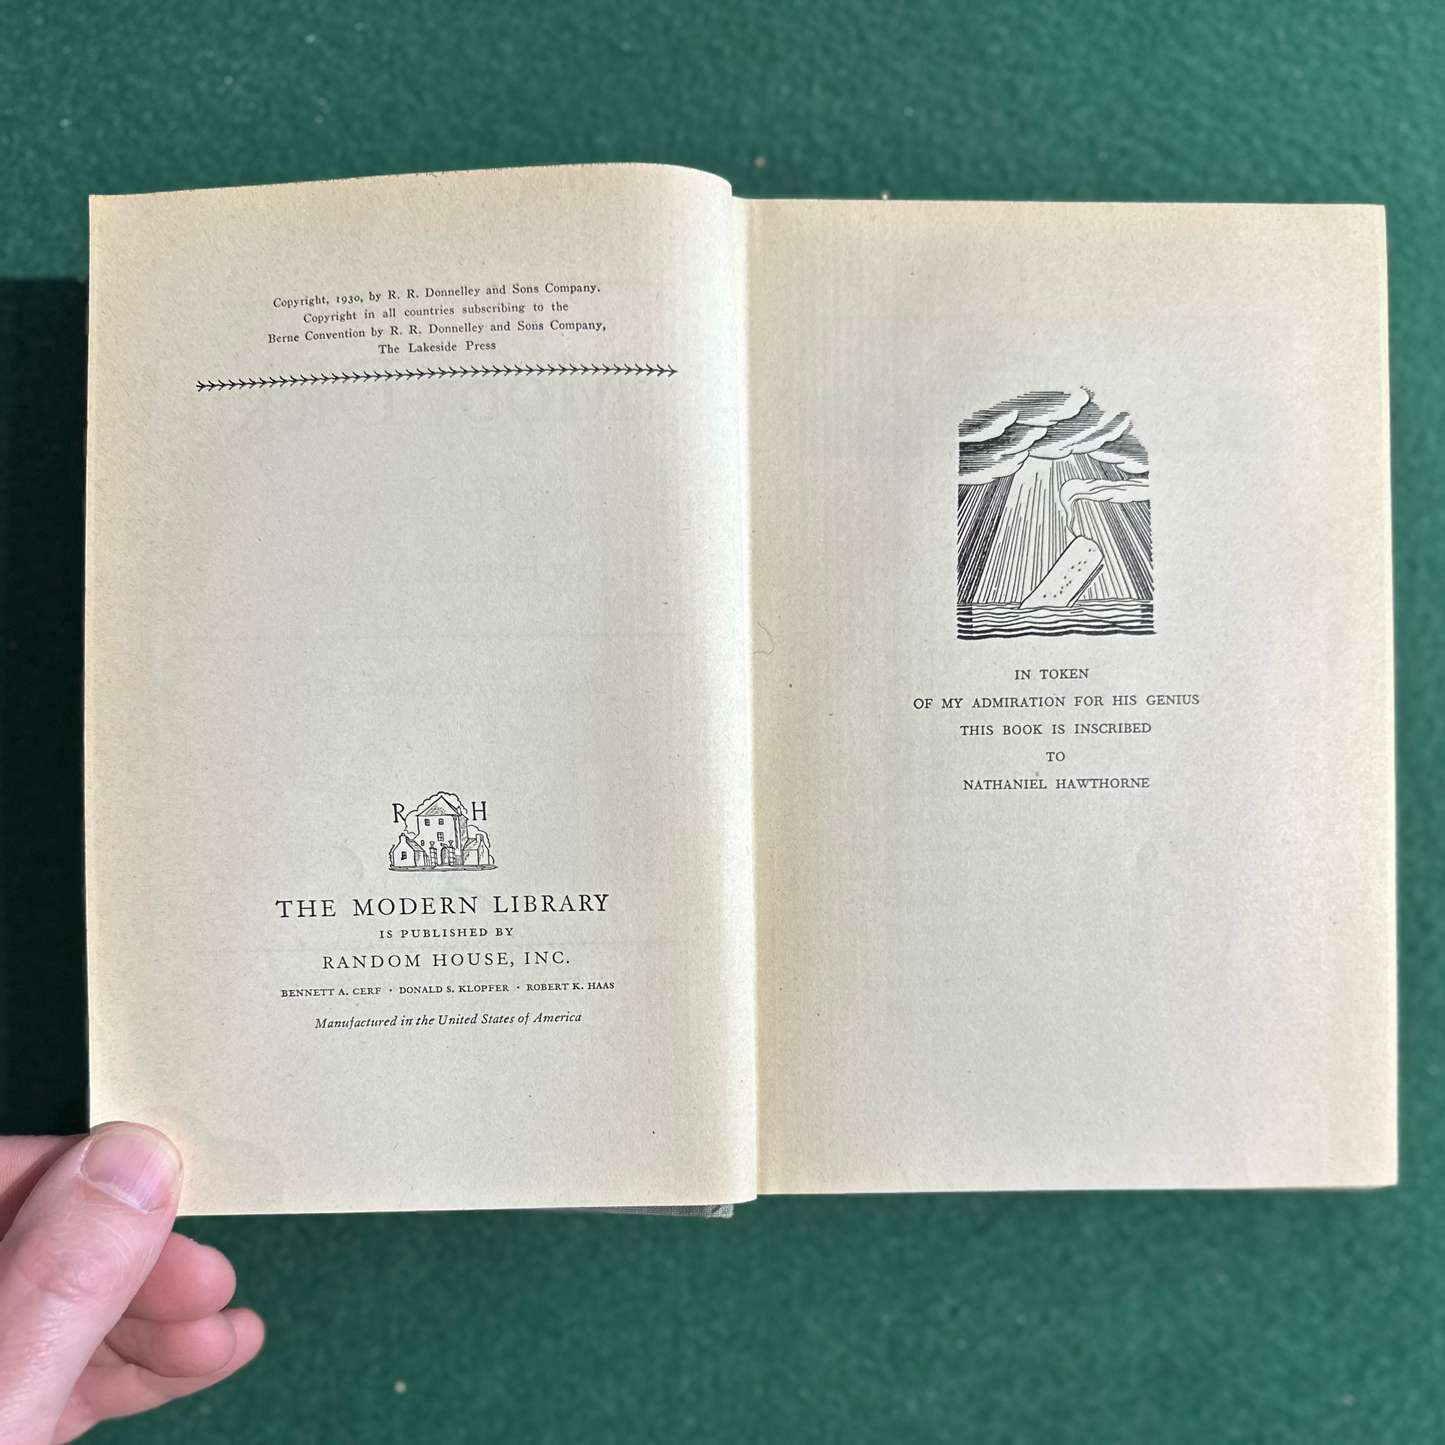 Copyright, 1930, by R. R. Donnelley and Sons Company.
Copyright in all countries subscribing to the
Berne Convention by R. R. Donnelley and Sons Company,
The Lakeside Press
R H
THE MODERN LIBRARY
IS PUBLISHED BY
RANDOM HOUSE, INC.
BENNETT A. CERF · DONALD S. KLOPFER · ROBERT K. HAAS
Manufactured in the United States of America
IN TOKEN
OF MY ADMIRATION FOR HIS GENIUS
THIS BOOK IS INSCRIBED
TO
NATHANIEL HAWTHORNE